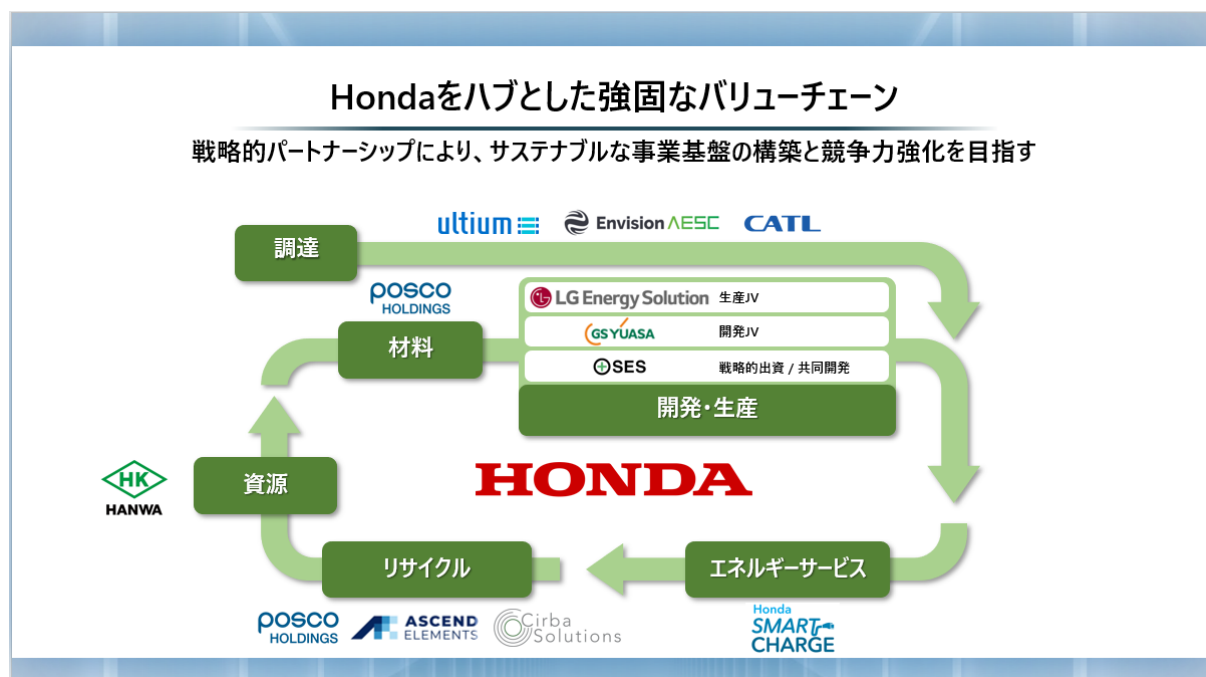 Hondaをハブとした強固なバリューチェーン
戦略的パートナーシップにより、サステナブルな事業基盤の構築と競争力強化を目指す
ultium
Envision AESC
CATL
調達
posco
HOLDINGS
LG Energy Solution 生産JV
GS YUASA 開発JV
SES 戦略的出資 / 共同開発
材料
開発・生産
HK
HANWA
資源
HONDA
リサイクル
エネルギーサービス
posco
HOLDINGS
ASCEND
ELEMENTS
Cirba
Solutions
Honda
SMART
CHARGE